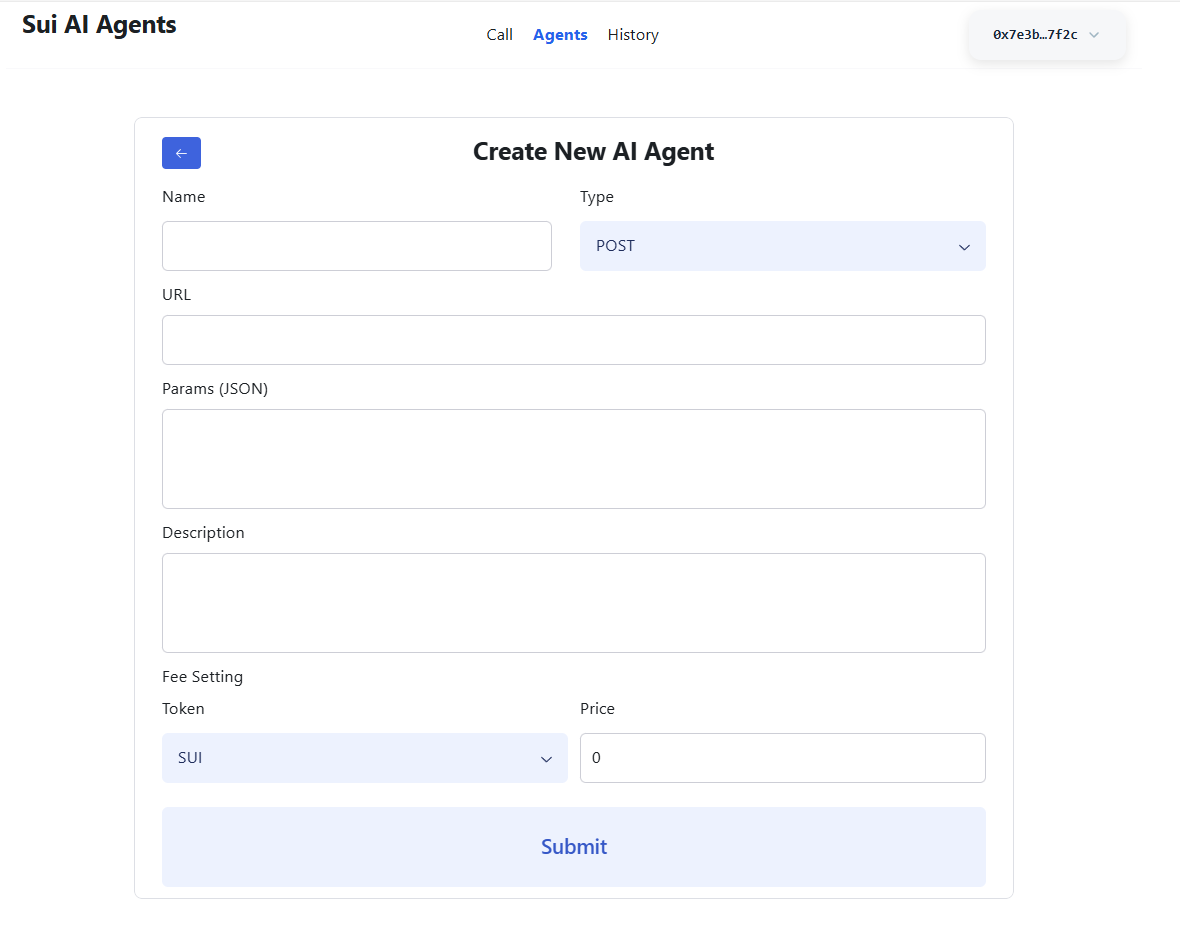 Sui AI Agents
Call Agents History
0x7e3b…7f2c
Create New AI Agent
Name Type
POST
URL
Params (JSON)
Description
Fee Setting
Token Price
SUI 0
Submit